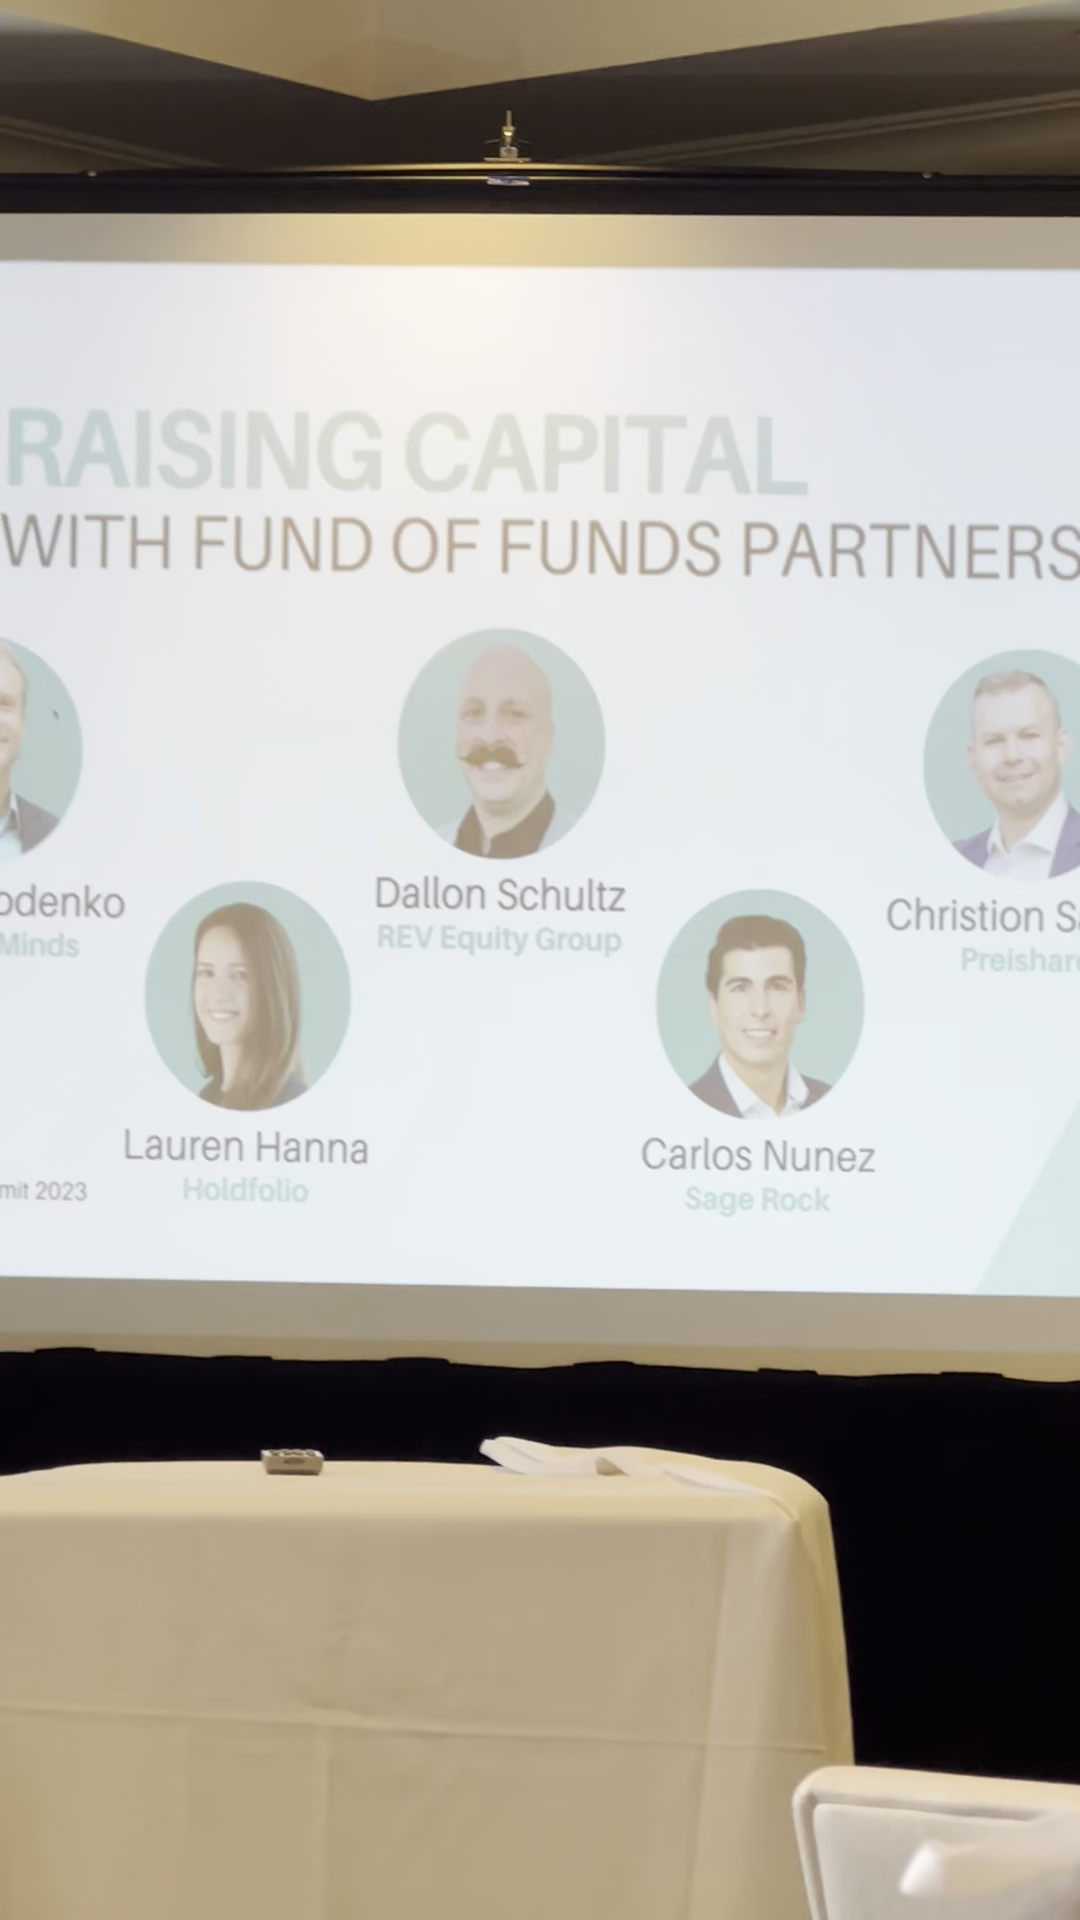 RAISING CAPITAL
WITH FUND OF FUNDS PARTNERS
odenko
Minds
Dallon Schultz
REV Equity Group
Christion S
Preishar
Lauren Hanna
Holdfolio
Carlos Nunez
Sage Rock
mit 2023